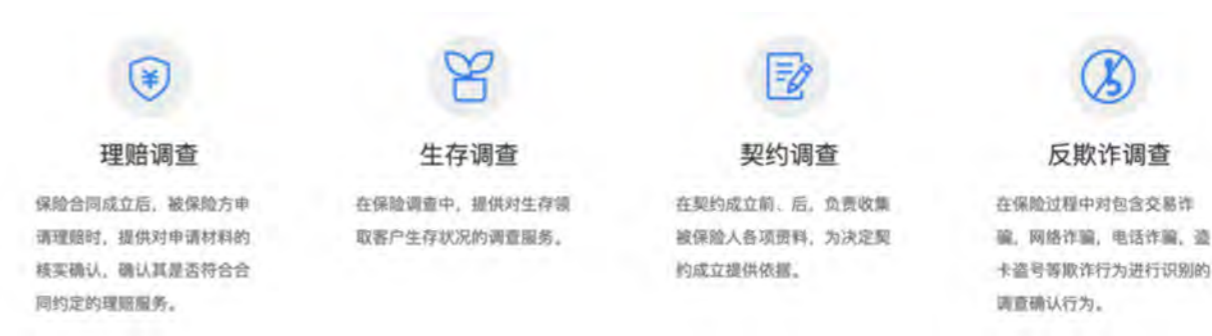 理赔调查
保险合同成立后，被保险方申
请理赔时，提供对申请材料的
核实确认，确认其是否符合合
同约定的理赔服务。
生存调查
在保险调查中，提供对生存领
取客户生存状况的调查服务。
契约调查
在契约成立前、后，负责收集
被保险人各项资料，为决定契
约成立提供依据。
反欺诈调查
在保险过程中对包含交易诈
骗，网络诈骗，电话诈骗，盗
卡盗号等欺诈行为进行识别的
调查确认行为。